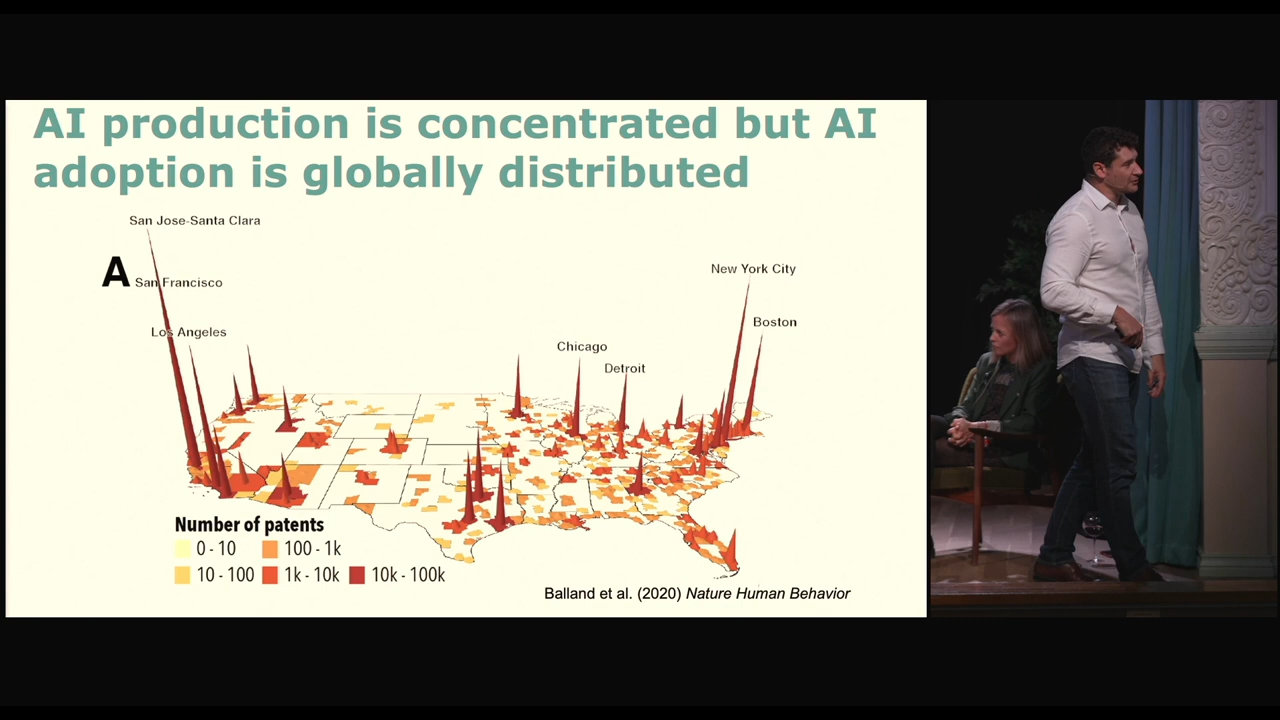 AI production is concentrated but AI
adoption is globally distributed
San Jose-Santa Clara
A
San Francisco
Los Angeles
New York City
Boston
Chicago
Detroit
Number of patents
0 - 10
100 - 1k
10 - 100
1k - 10k
10k - 100k
Balland et al. (2020) Nature Human Behavior